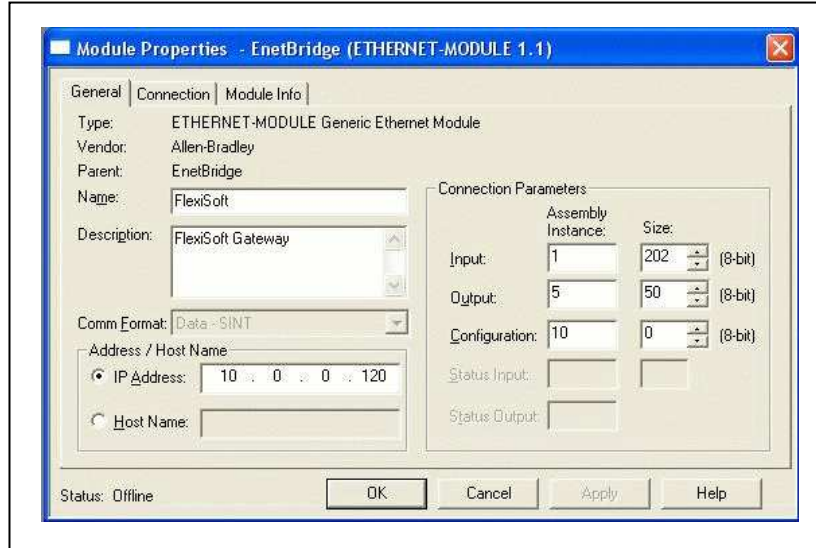 Module Properties - EnetBridge (ETHERNET-MODULE 1.1)
General Connection Module Info
Type: ETHERNET-MODULE Generic Ethernet Module
Vendor: Allen-Bradley
Parent: EnetBridge
Name: FlexiSoft
Description: FlexiSoft Gateway
Comm Format: Data - SINT
Address / Host Name
IP Address: 10 . 0 . 0 . 120
Host Name:
Connection Parameters
Assembly Instance: Size:
Input: 1 202 (8-bit)
Output: 5 50 (8-bit)
Configuration: 10 0 (8-bit)
Status Input:
Status Output:
Status: Offline
OK Cancel Apply Help